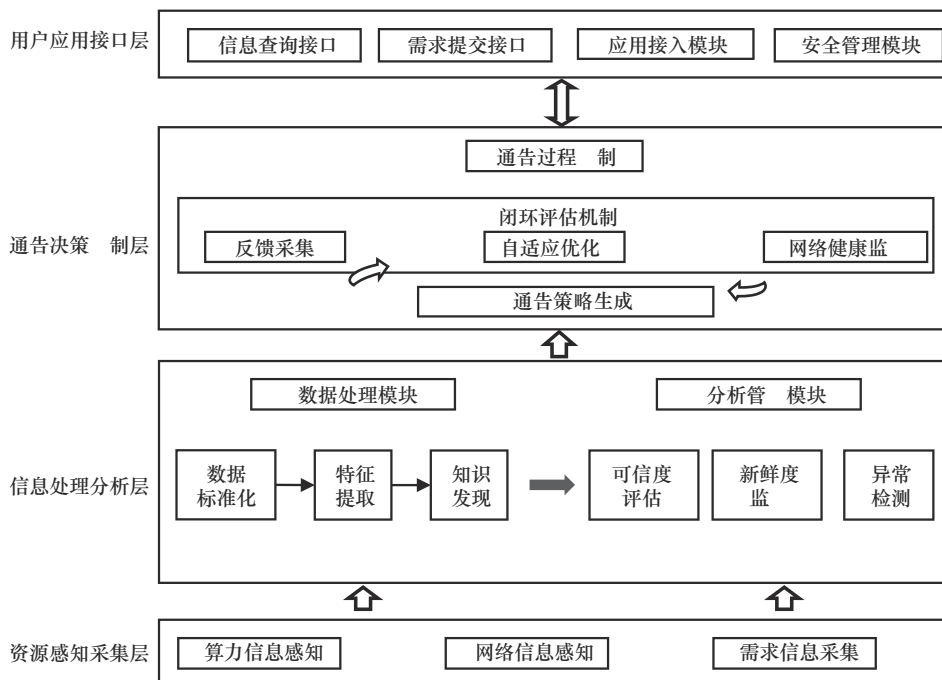 用户应用接口层
信息查询接口
需求提交接口
应用接入模块
安全管理模块
通告过程 制
通告决策 制层
闭环评估机制
反馈采集
自适应优化
网络健康监
通告策略生成
数据处理模块
分析管 模块
信息处理分析层
数据
标准化
特征
提取
知识
发现
可信度
评估
新鲜度
监
异常
检测
资源感知采集层
算力信息感知
网络信息感知
需求信息采集